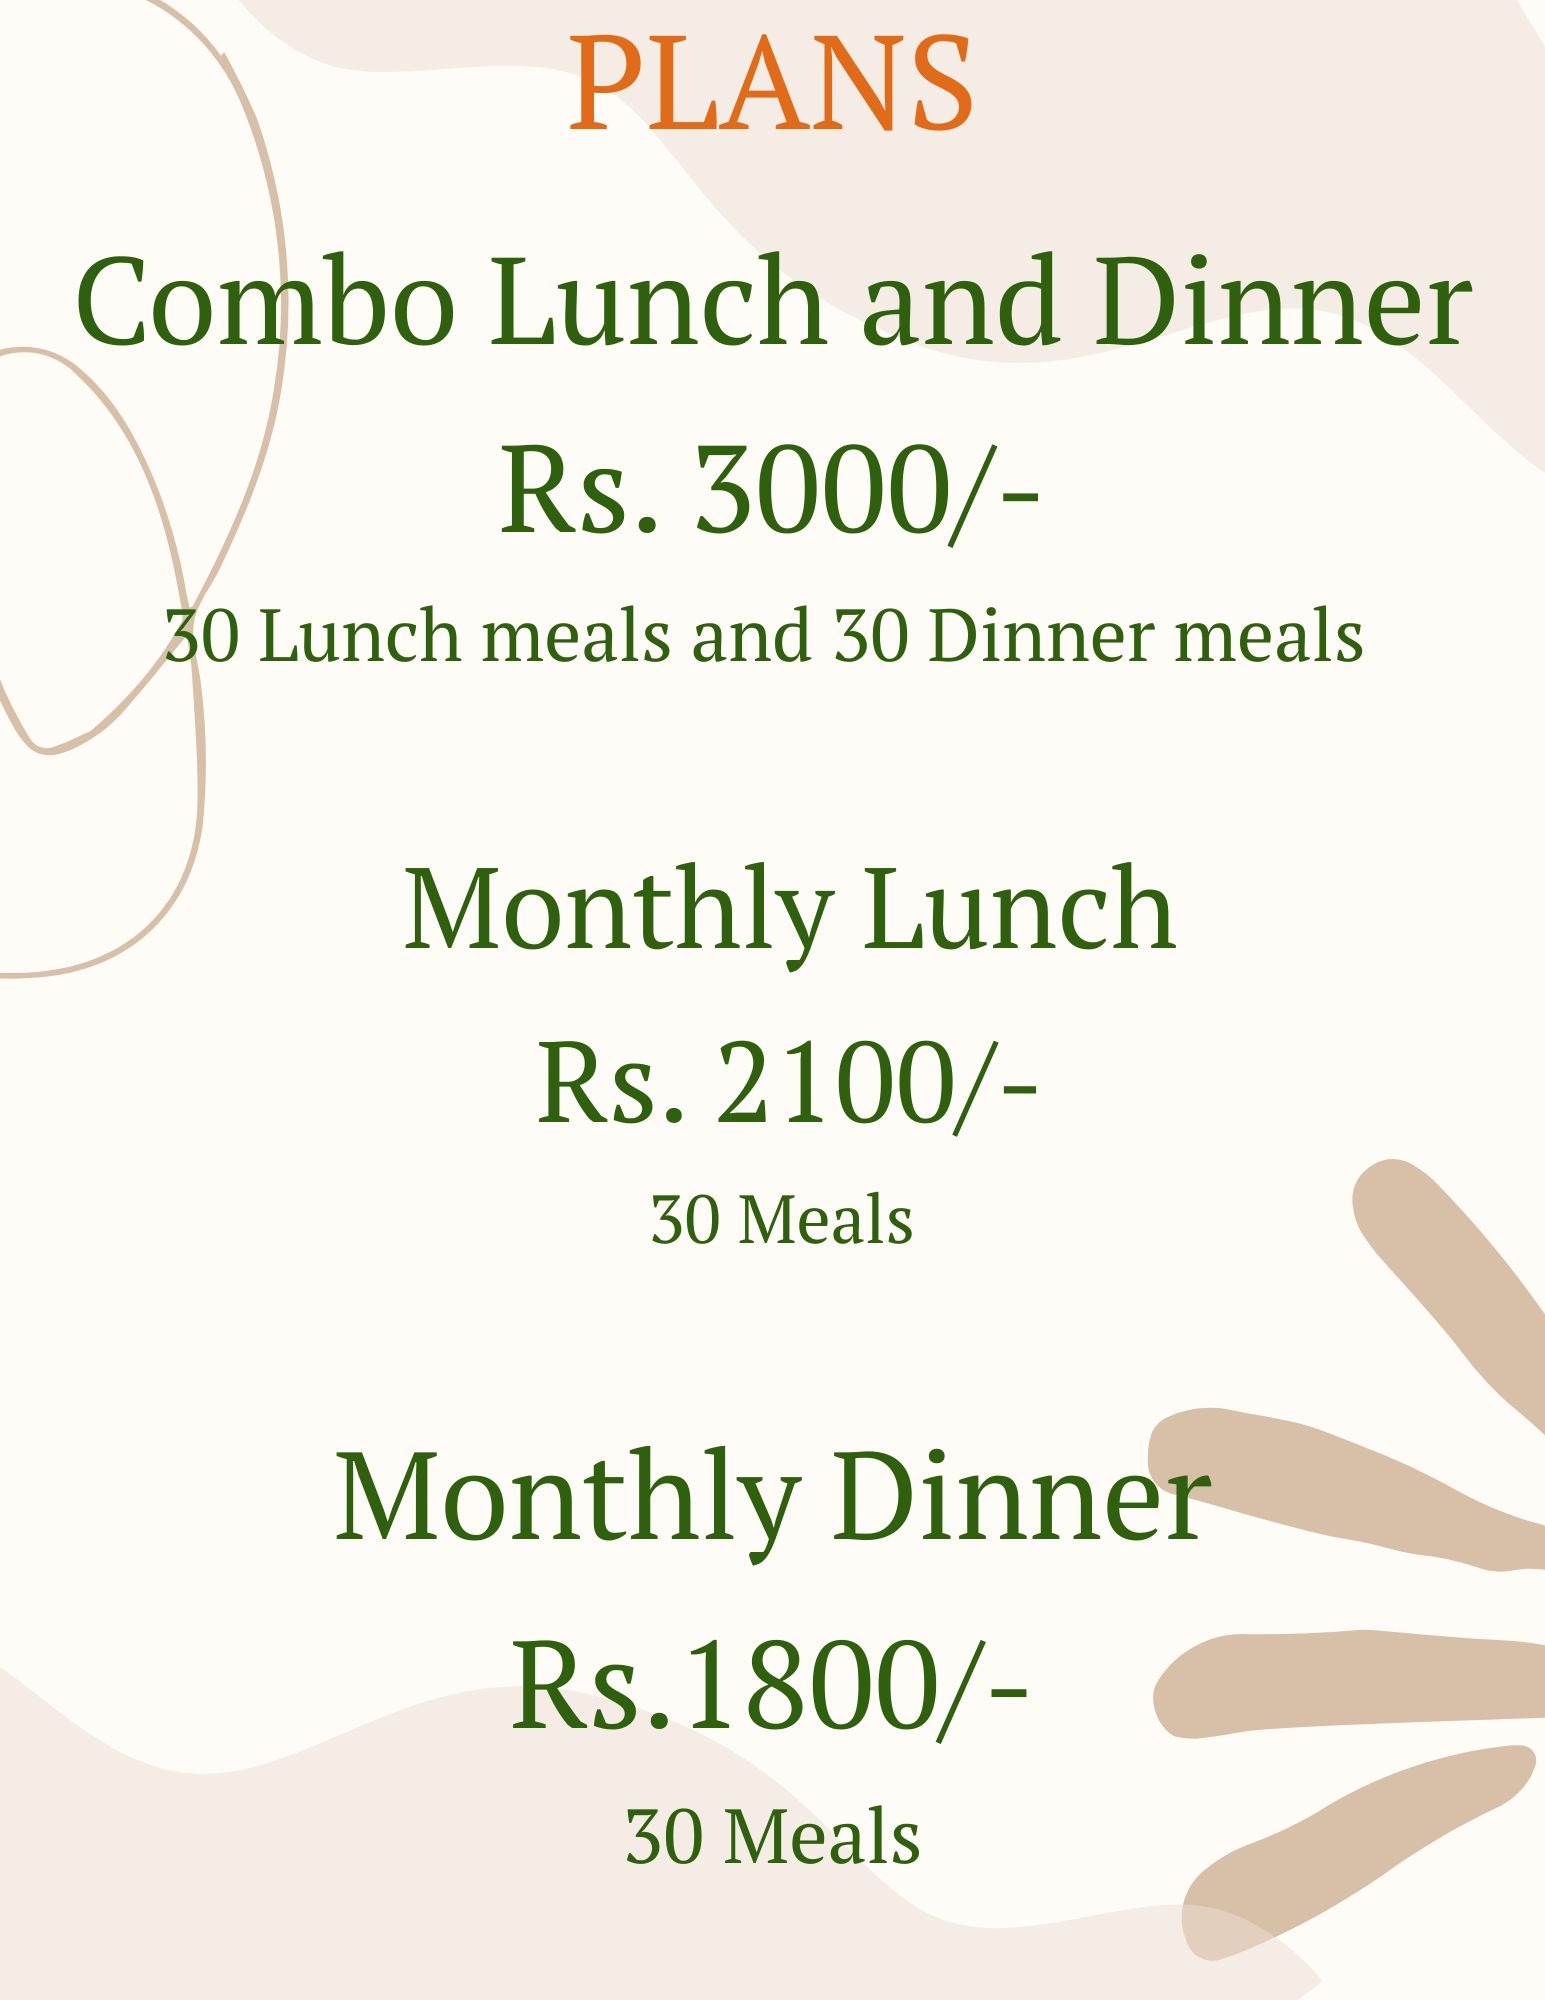 PLANS
Combo Lunch and Dinner
Rs. 3000/-
30 Lunch meals and 30 Dinner meals
Monthly Lunch
Rs. 2100/-
30 Meals
Monthly Dinner
Rs.1800/-
30 Meals